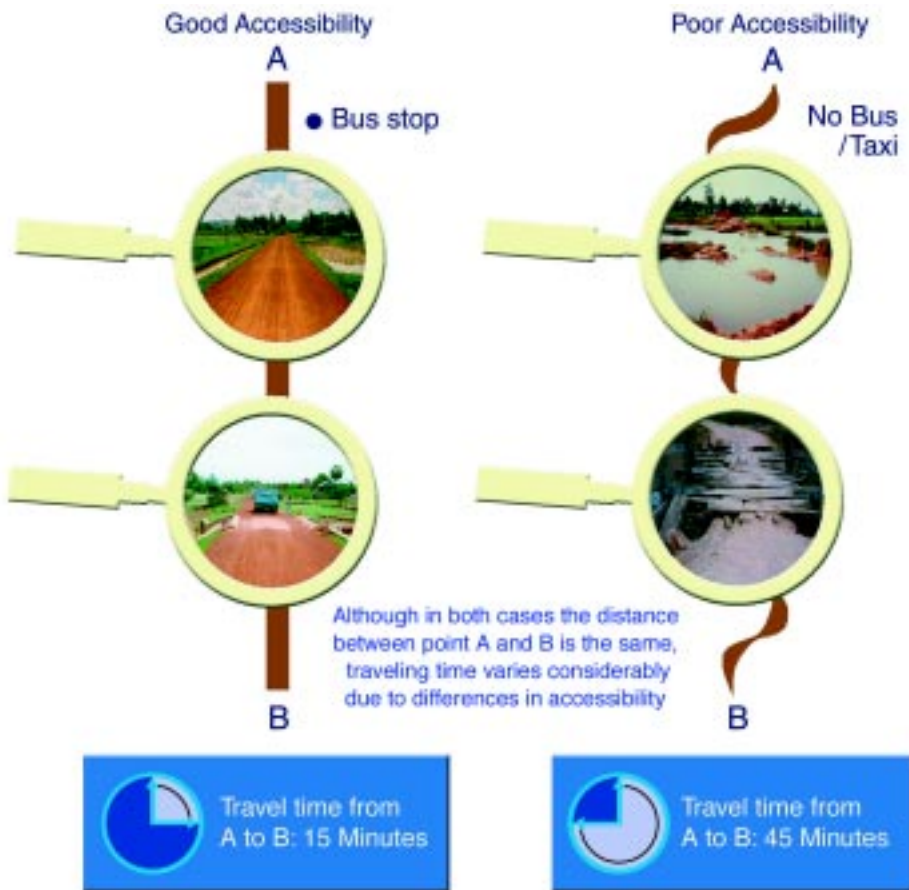 Good Accessibility
A
Bus stop
B
Poor Accessibility
A
No Bus
/Taxi
B
Although in both cases the distance
between point A and B is the same,
traveling time varies considerably
due to differences in accessibility
Travel time from
A to B: 15 Minutes
Travel time from
A to B: 45 Minutes